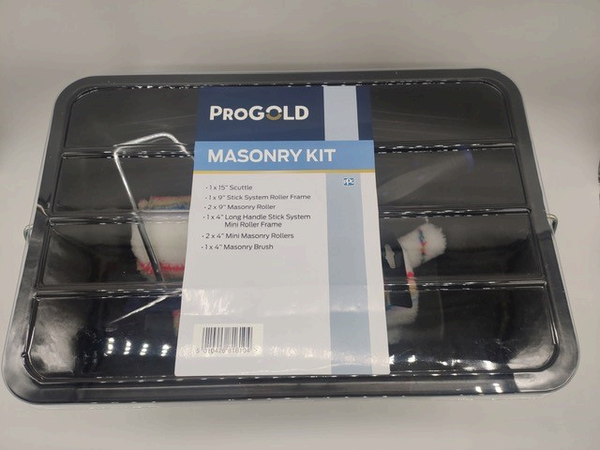 PROGOLD
MASONRY KIT
PPG
• 1 x 15" Scuttle
• 1 x 9" Stick System Roller Frame
• 2 x 9" Masonry Roller
• 1 x 4" Long Handle Stick System
Mini Roller Frame
• 2 x 4" Mini Masonry Rollers
• 1 x 4" Masonry Brush